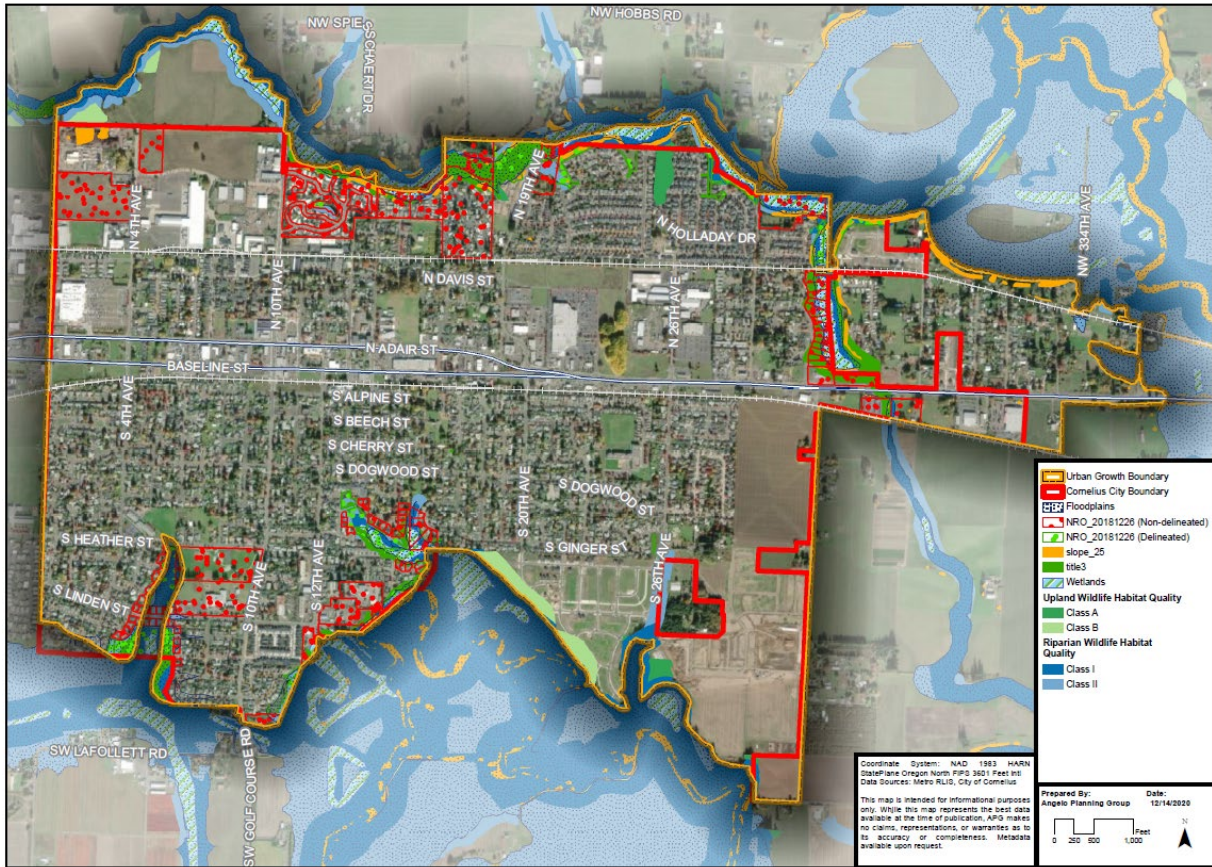 NW HOBBS RD
NW SPIE
CSCHAERT DR
N 19TH AVE
NW 334TH AVE
N 4TH AVE
N HOLLADAY DR
N 10TH AVE
N DAVIS ST
N 26TH AVE
N ADAIR ST
BASELINE ST
S 4TH AVE
S ALPINE ST
S BEECH ST
S CHERRY ST
S DOGWOOD ST
S 20TH AVE
S DOGWOOD ST
S HEATHER ST
S GINGER ST
S 26TH AVE
S 12TH AVE
S 10TH AVE
S LINDEN ST
SW LAFOLLETT RD
SW GOLF COURSE RD
Urban Growth Boundary
Cornelius City Boundary
Floodplains
NRO_20181226 (Non-delineated)
NRO_20181226 (Delineated)
slope_25
title3
Wetlands
Upland Wildlife Habitat Quality
Class A
Class B
Riparian Wildlife Habitat
Quality
Class I
Class II
Coordinate System: NAD 1983 HARN
StatePlane Oregon North FIPS 3601 Feet Intl
Data Sources: Metro RLIS, City of Cornelius
This map is intended for informational purposes
only. While this map represents the best data
available at the time of publication, APG makes
no claims, representations, or warranties as to
its accuracy or completeness. Metadata
available upon request.
Prepared By: Date:
Angelo Planning Group 12/14/2020
Feet
0 250 500 1,000
N